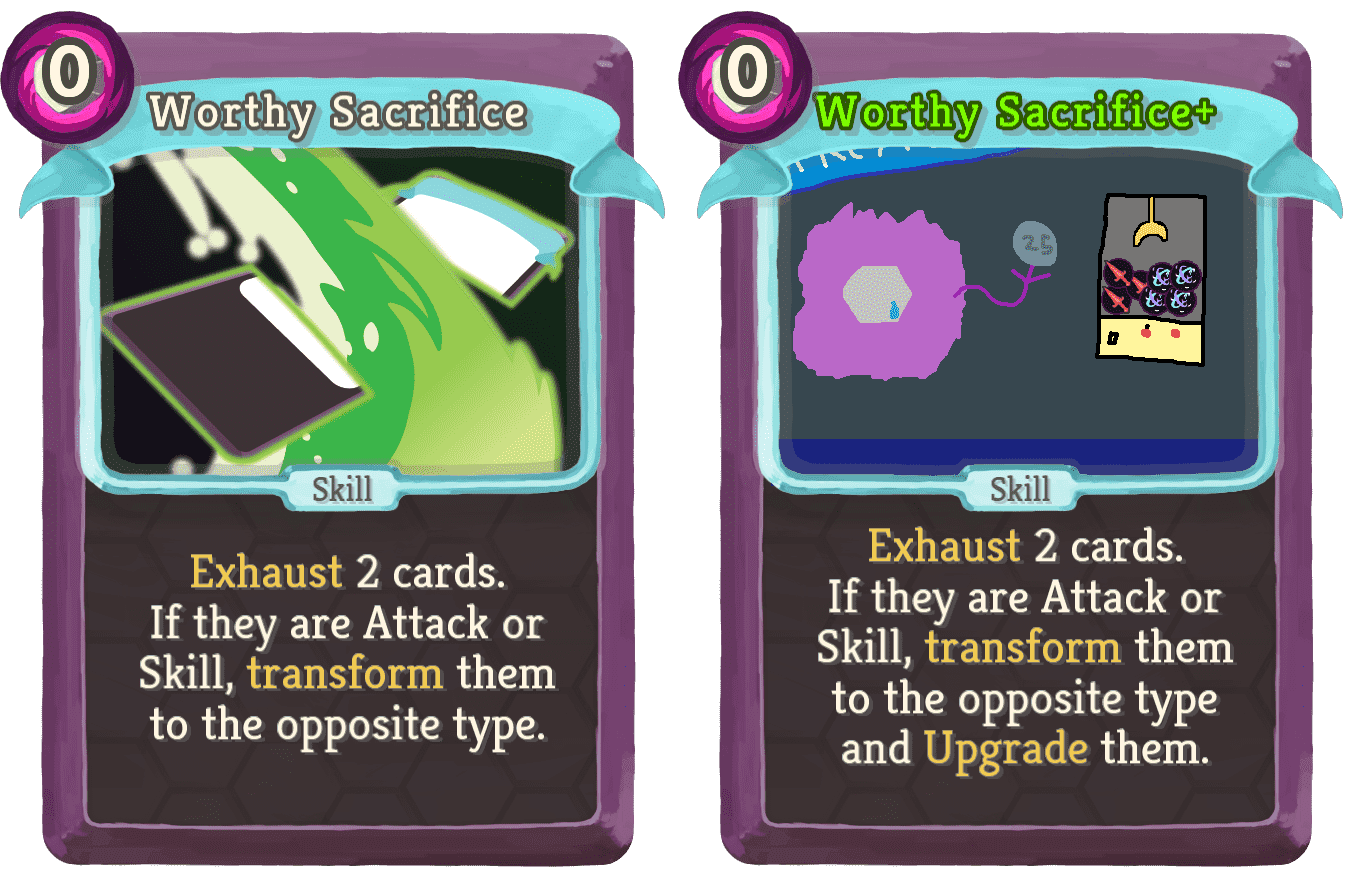 0
Worthy Sacrifice
Skill
Exhaust 2 cards.
If they are Attack or
Skill, transform them
to the opposite type.
0
Worthy Sacrifice+
25
Skill
Exhaust 2 cards.
If they are Attack or
Skill, transform them
to the opposite type
and Upgrade them.